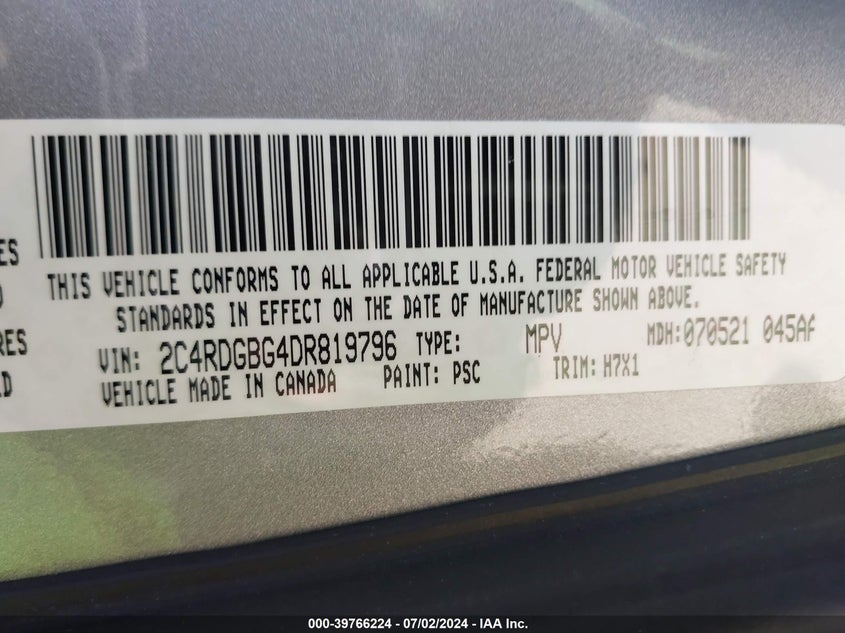 THIS VEHICLE CONFORMS TO ALL APPLICABLE U.S.A. FEDERAL MOTOR VEHICLE SAFETY
STANDARDS IN EFFECT ON THE DATE OF MANUFACTURE SHOWN ABOVE.
VIN: 2C4RDGBG4DR819796 TYPE: MPV MDH:070521 045AF
VEHICLE MADE IN CANADA PAINT: PSC TRIM: H7X1
ES
RES
000-39766224 - 07/02/2024 - IAA Inc.